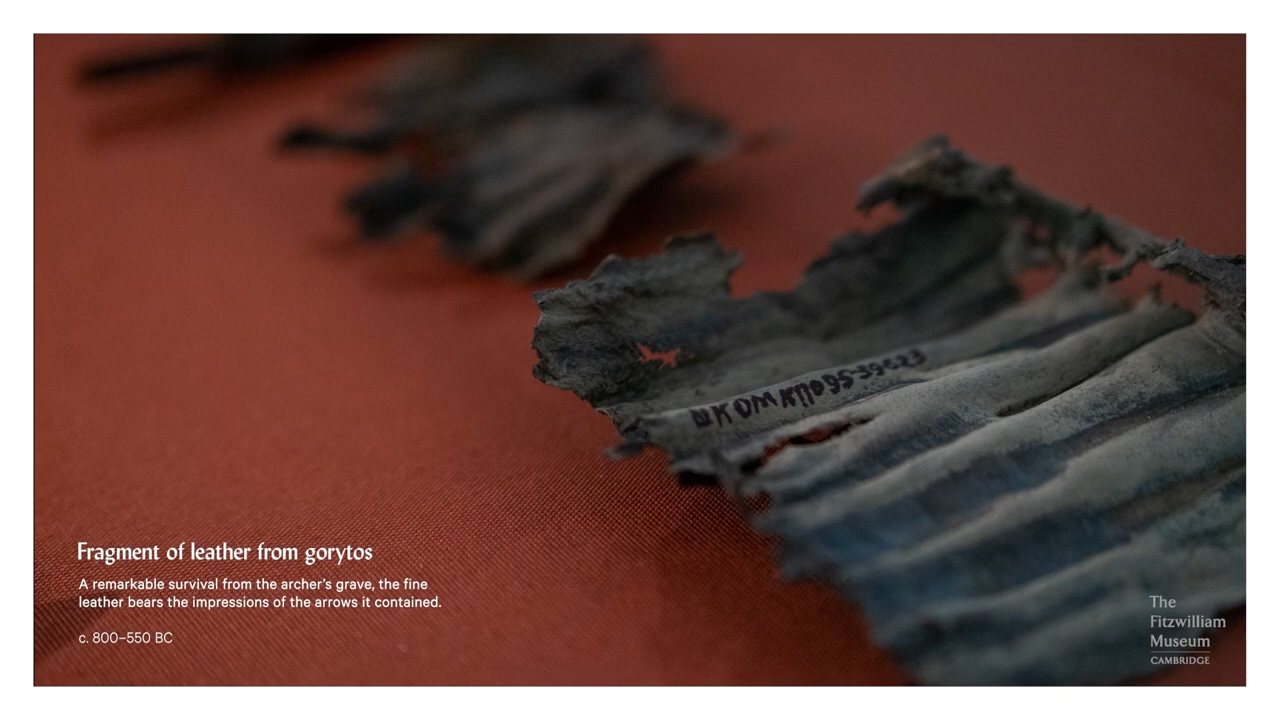 ВКОМ
Fragment of leather from gorytos
A remarkable survival from the archer’s grave, the fine
leather bears the impressions of the arrows it contained.
c. 800–550 BC
The
Fitzwilliam
Museum
CAMBRIDGE